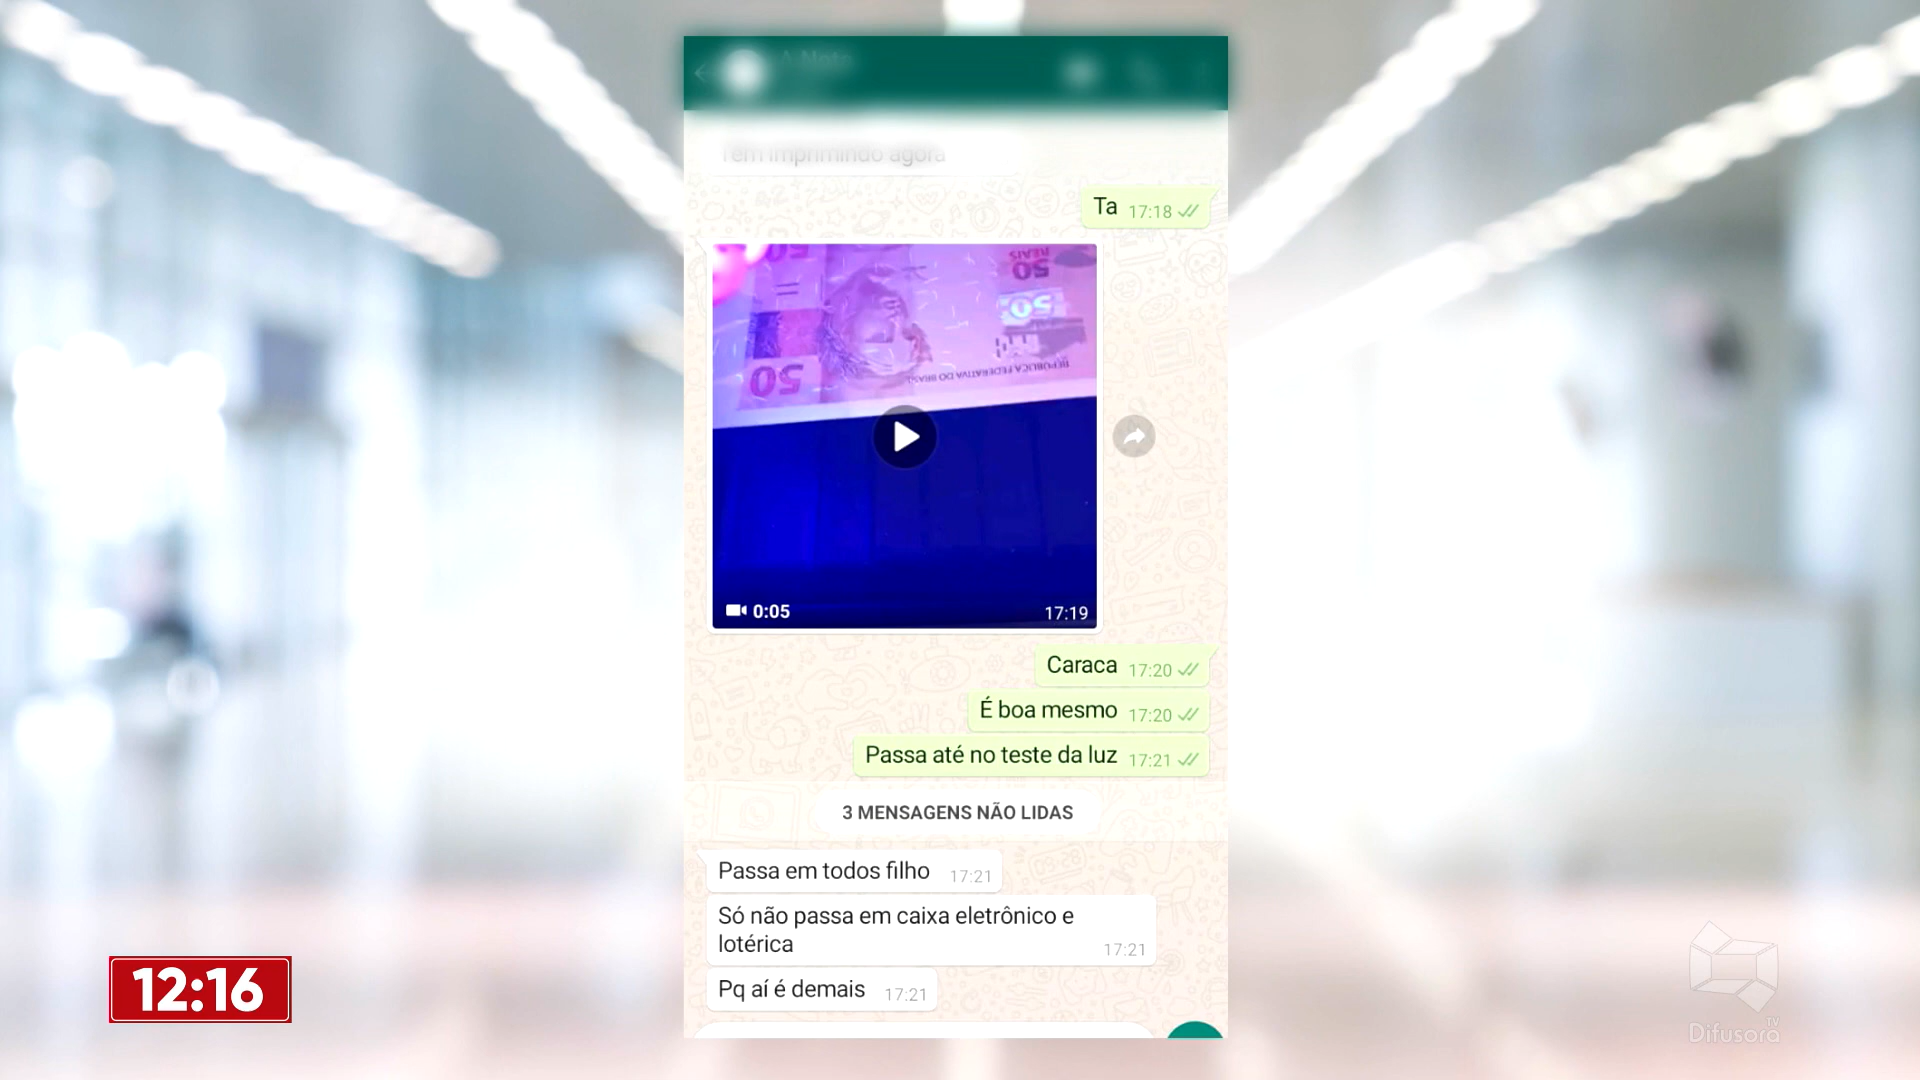 Tem imprimindo agora
Ta 17:18
50
50
REAIS
50
50
REPÚBLICA FEDERATIVA DO BRASIL
0:05 17:19
Caraca 17:20
É boa mesmo 17:20
Passa até no teste da luz 17:21
3 MENSAGENS NÃO LIDAS
Passa em todos filho 17:21
Só não passa em caixa eletrônico e
lotérica 17:21
Pq aí é demais 17:21
12:16
TV
Difusora